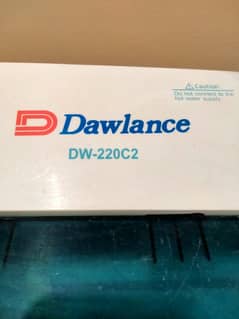 Caution
Do not connect to the
hot water supply
Dawlance
DW-220C2